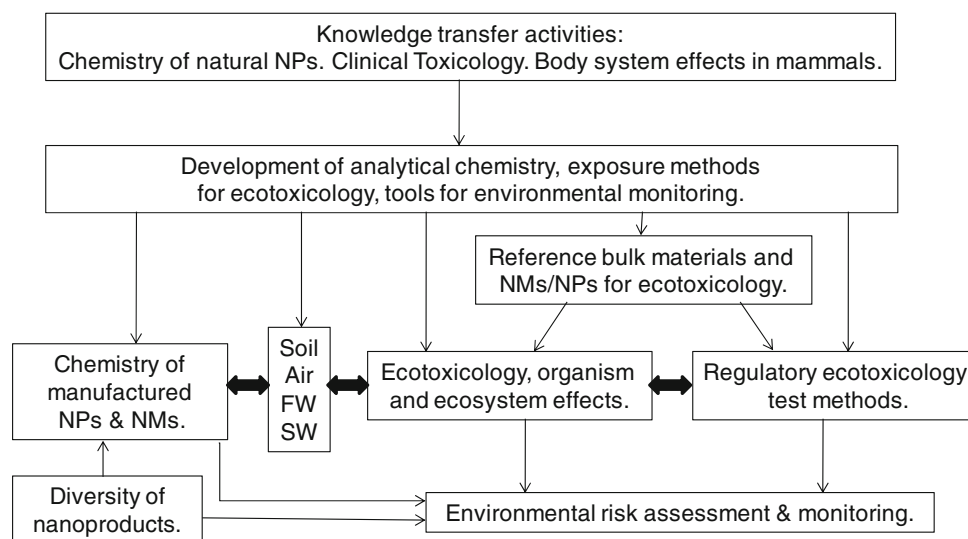 Knowledge transfer activities:
Chemistry of natural NPs. Clinical Toxicology. Body system effects in mammals.
Development of analytical chemistry, exposure methods
for ecotoxicology, tools for environmental monitoring.
Reference bulk materials and
NMs/NPs for ecotoxicology.
Chemistry of
manufactured
NPs & NMs.
Soil
Air
FW
SW
Ecotoxicology, organism
and ecosystem effects.
Regulatory ecotoxicology
test methods.
Diversity of
nanoproducts.
Environmental risk assessment & monitoring.